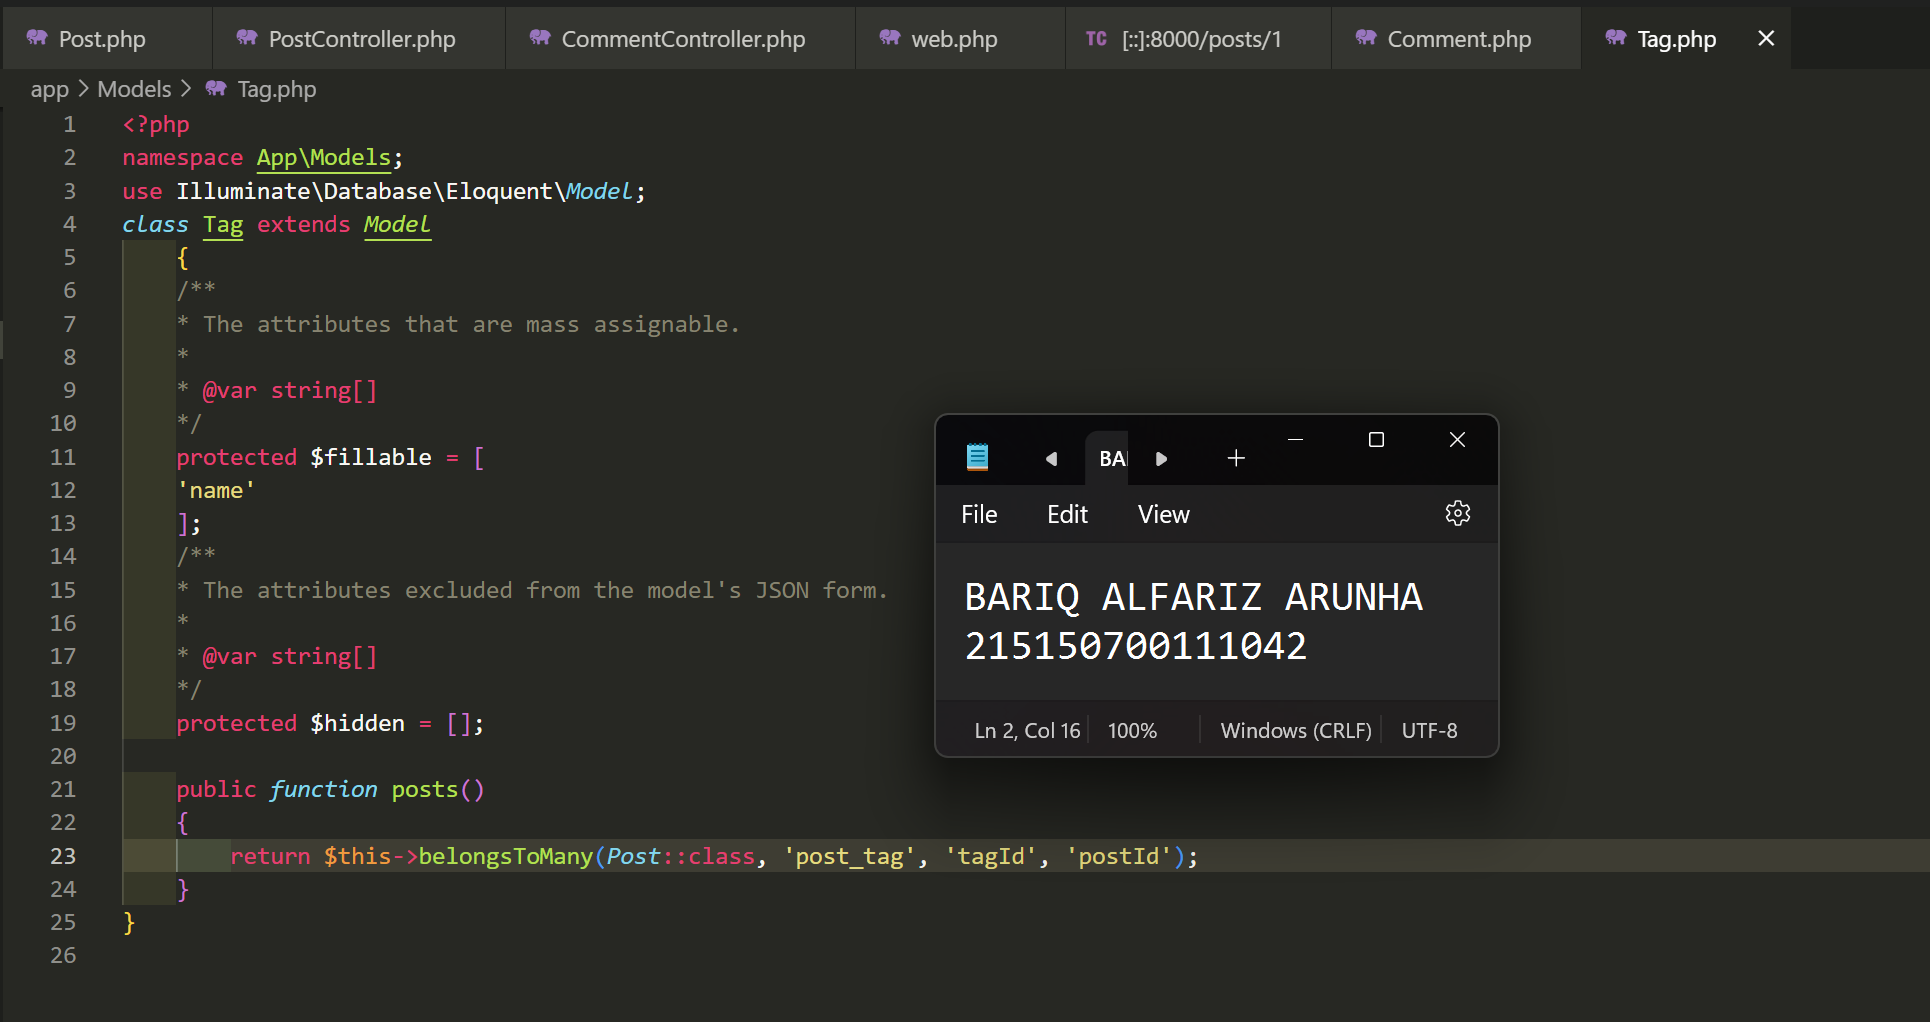 Post.php PostController.php CommentController.php web.php TC [::]:8000/posts/1 Comment.php Tag.php
app > Models > Tag.php
1 <?php
2 namespace App\Models;
3 use Illuminate\Database\Eloquent\Model;
4 class Tag extends Model
5 {
6 /**
7 * The attributes that are mass assignable.
8 *
9 * @var string[]
10 */
11 protected $fillable = [
12 'name'
13 ];
14 /**
15 * The attributes excluded from the model's JSON form.
16 *
17 * @var string[]
18 */
19 protected $hidden = [];
20
21 public function posts()
22 {
23 return $this->belongsToMany(Post::class, 'post_tag', 'tagId', 'postId');
24 }
25 }
26
BA
File Edit View
BARIQ ALFARIZ ARUNHA
215150700111042
Ln 2, Col 16 100% Windows (CRLF) UTF-8